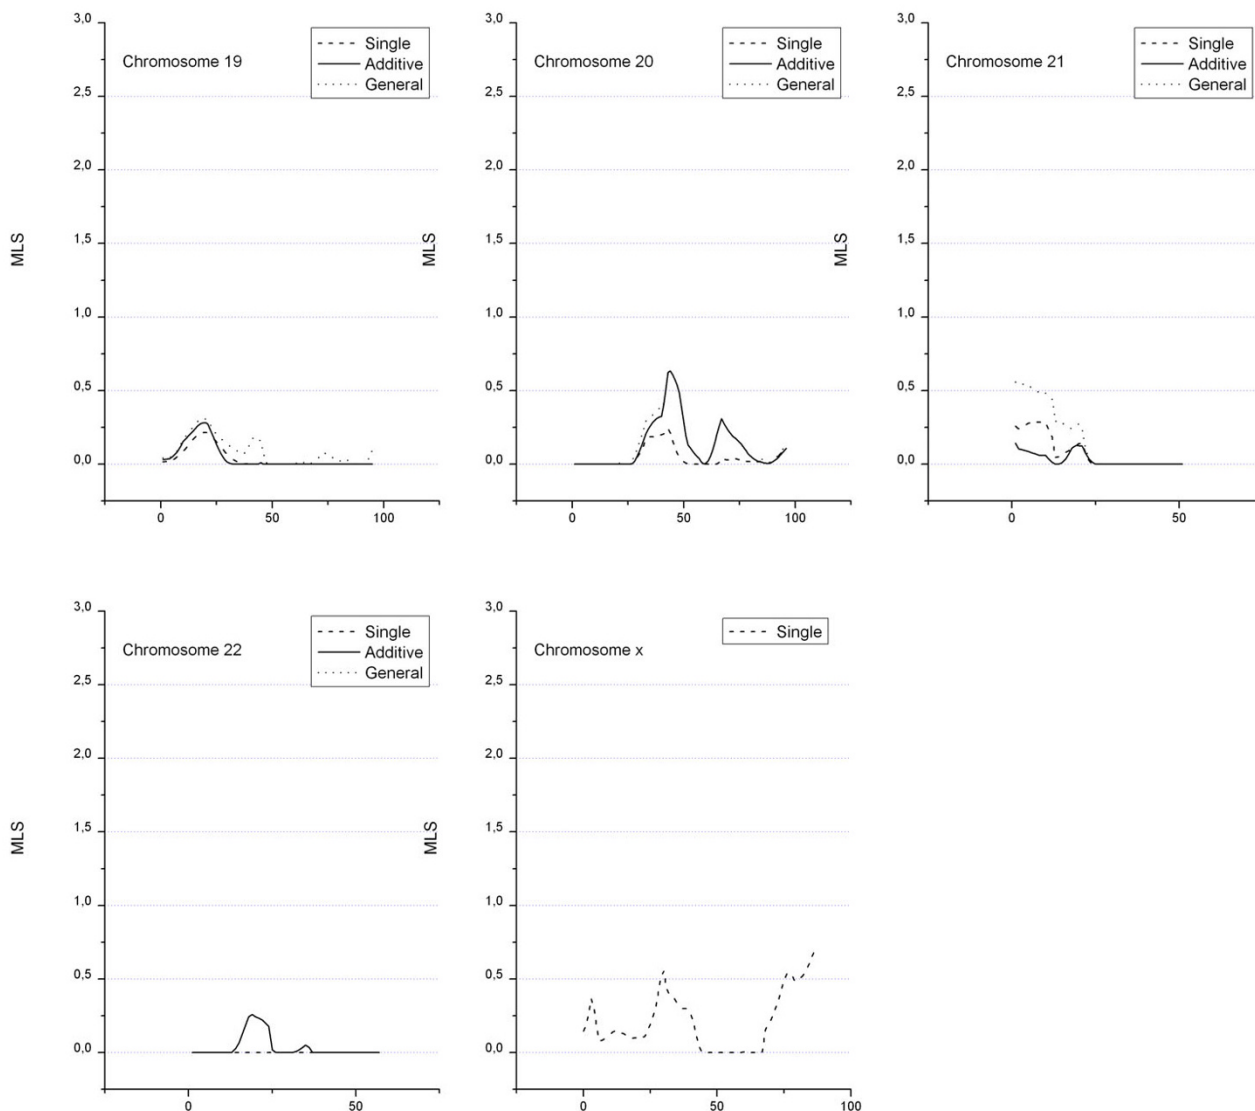 3,0
Single
Additive
General
Chromosome 19
2,5
2,0
MLS
1,5
1,0
0,5
0,0
0
50
100
3,0
Single
Additive
General
Chromosome 20
2,5
2,0
MLS
1,5
1,0
0,5
0,0
0
50
100
3,0
Single
Additive
General
Chromosome 21
2,5
2,0
MLS
1,5
1,0
0,5
0,0
0
50
3,0
Single
Additive
General
Chromosome 22
2,5
2,0
MLS
1,5
1,0
0,5
0,0
0
50
3,0
Single
Chromosome x
2,5
2,0
MLS
1,5
1,0
0,5
0,0
0
50
100